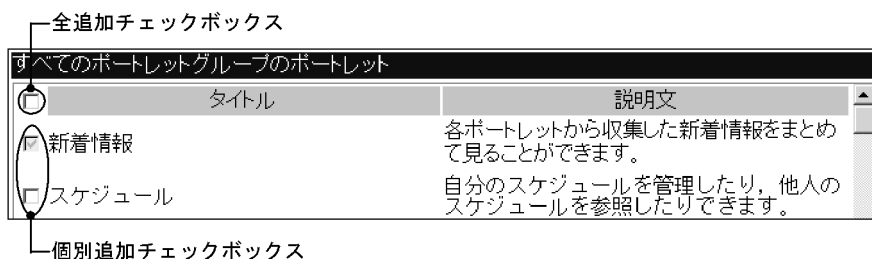 全追加チェックボックス
すべてのポートレットグループのポートレット
タイトル 説明文
新着情報 各ポートレットから収集した新着情報をまとめ
て見ることができます。
スケジュール 自分のスケジュールを管理したり，他人の
スケジュールを参照したりできます。
個別追加チェックボックス